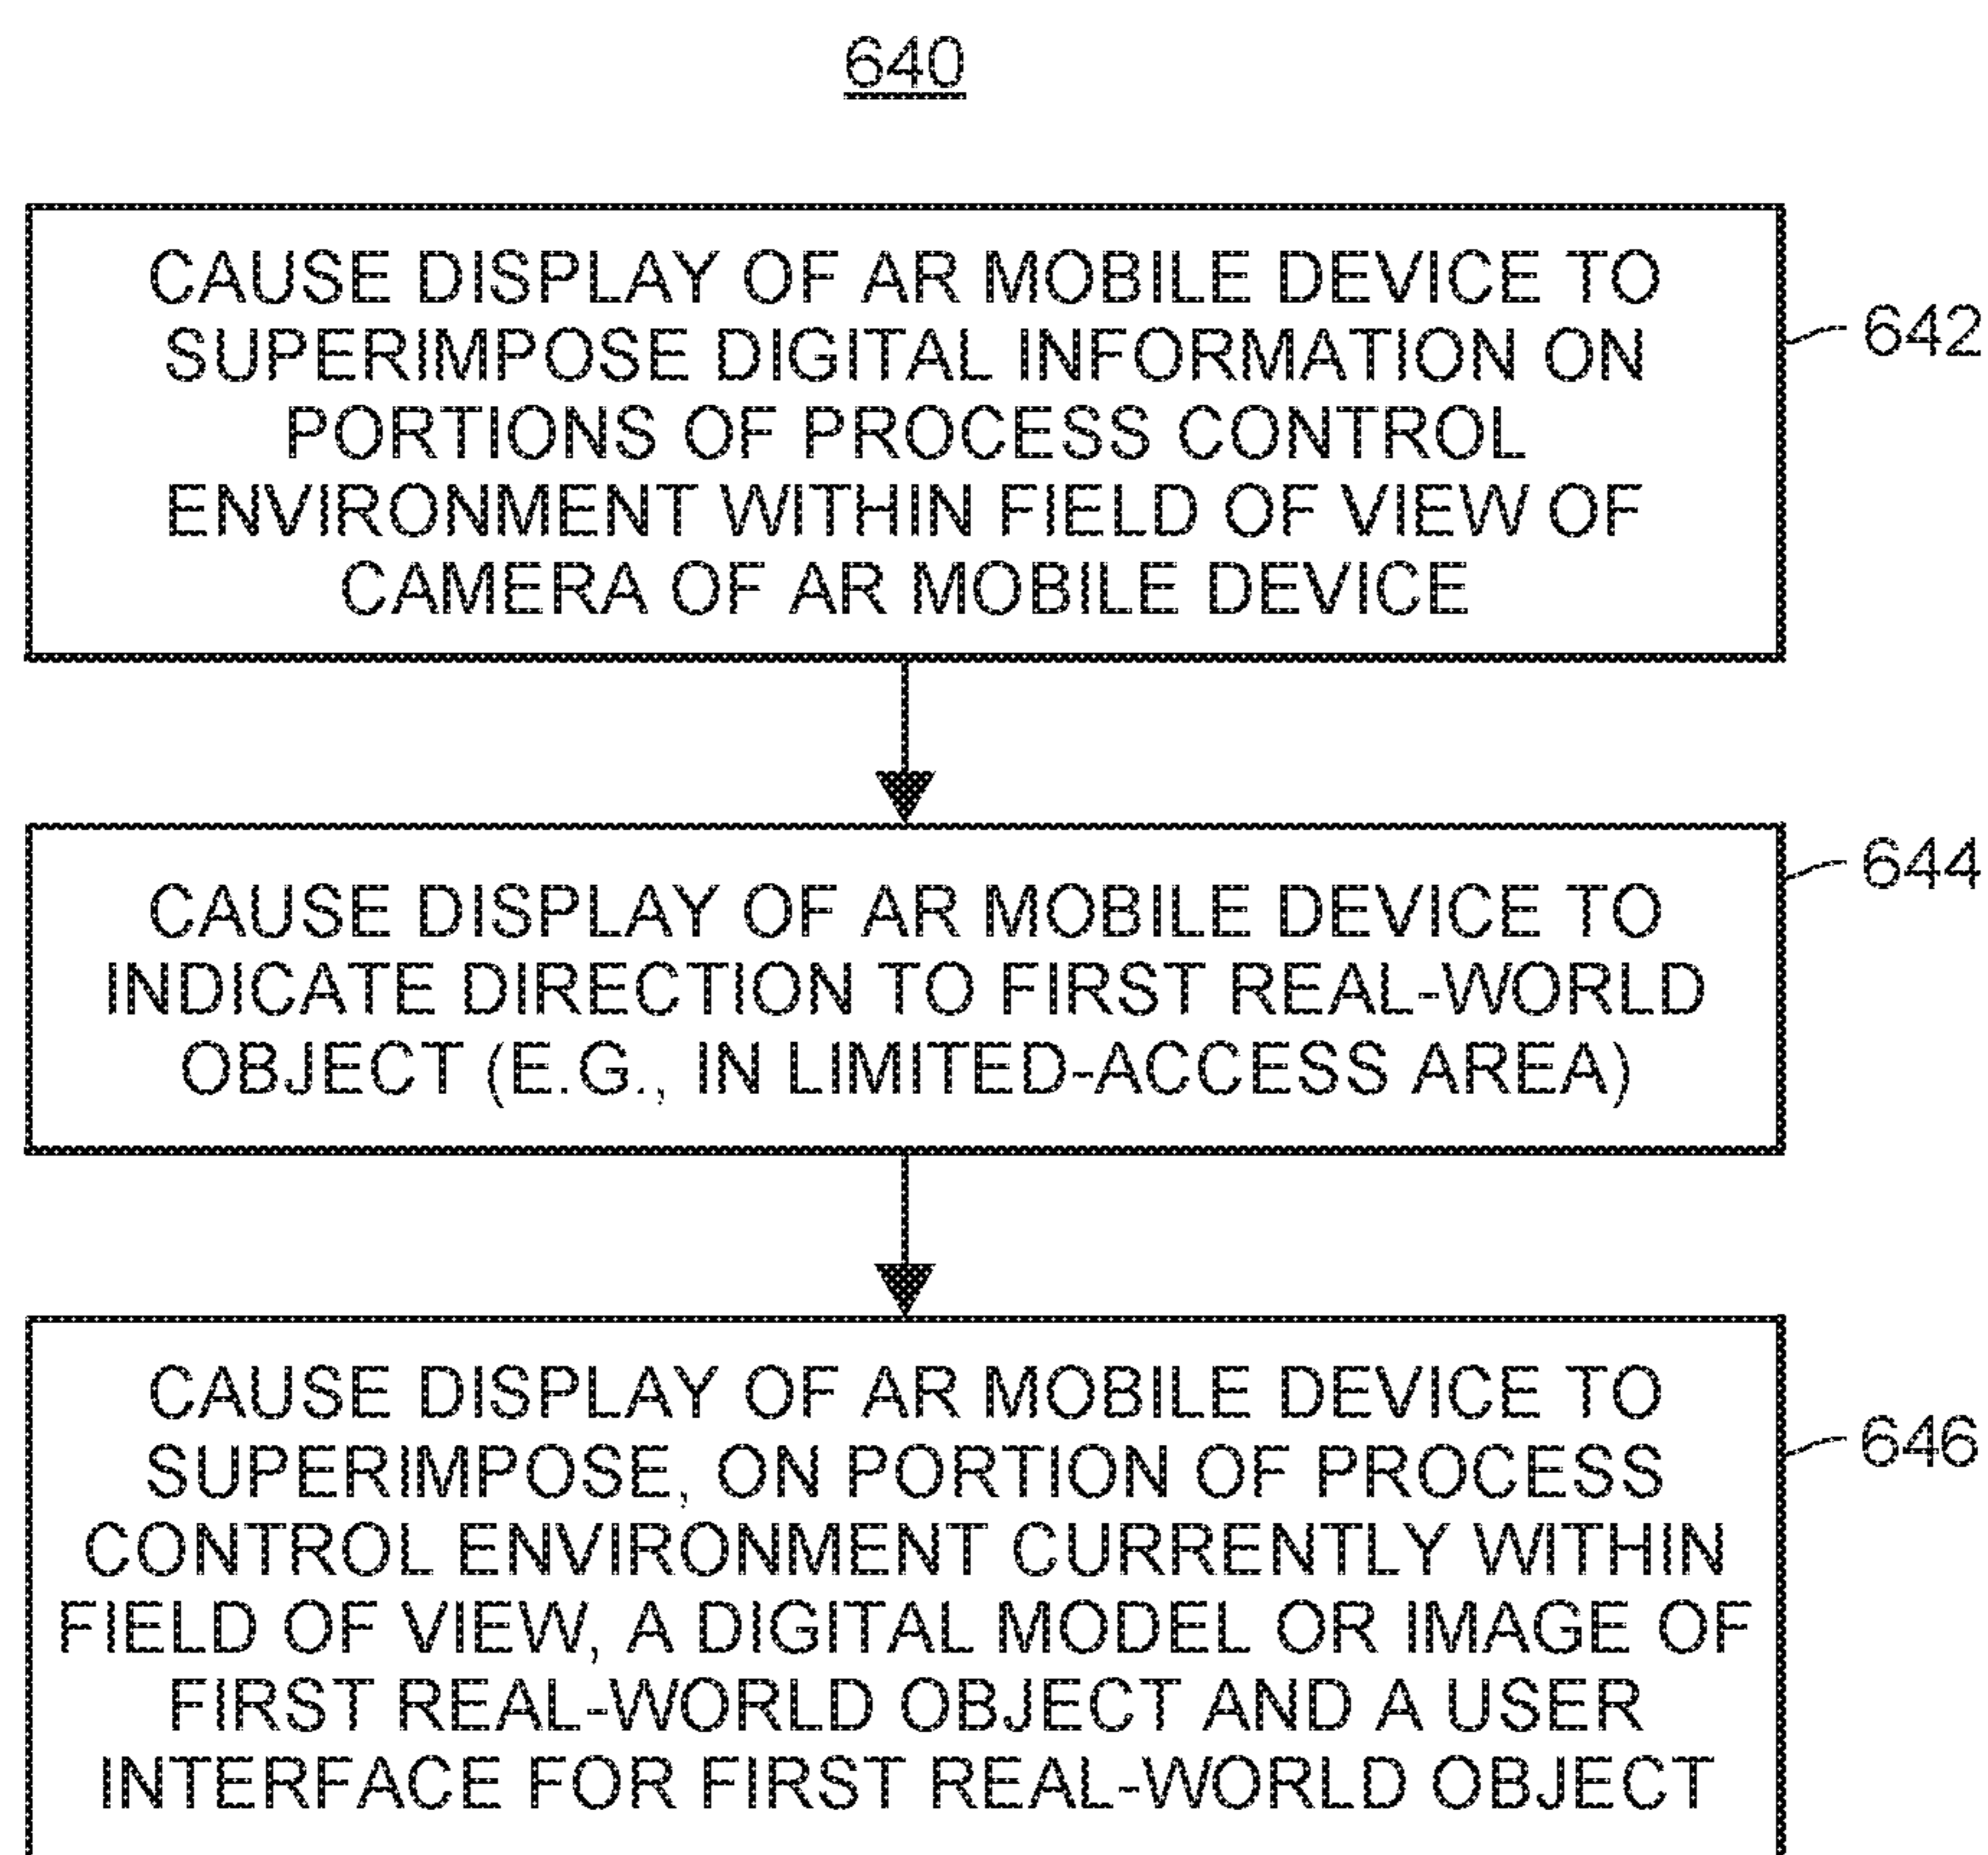 640
CAUSE DISPLAY OF AR MOBILE DEVICE TO
SUPERIMPOSE DIGITAL INFORMATION ON
PORTIONS OF PROCESS CONTROL
ENVIRONMENT WITHIN FIELD OF VIEW OF
CAMERA OF AR MOBILE DEVICE
642
CAUSE DISPLAY OF AR MOBILE DEVICE TO
INDICATE DIRECTION TO FIRST REAL-WORLD
OBJECT (E.G., IN LIMITED-ACCESS AREA)
644
CAUSE DISPLAY OF AR MOBILE DEVICE TO
SUPERIMPOSE, ON PORTION OF PROCESS
CONTROL ENVIRONMENT CURRENTLY WITHIN
FIELD OF VIEW, A DIGITAL MODEL OR IMAGE OF
FIRST REAL-WORLD OBJECT AND A USER
INTERFACE FOR FIRST REAL-WORLD OBJECT
646